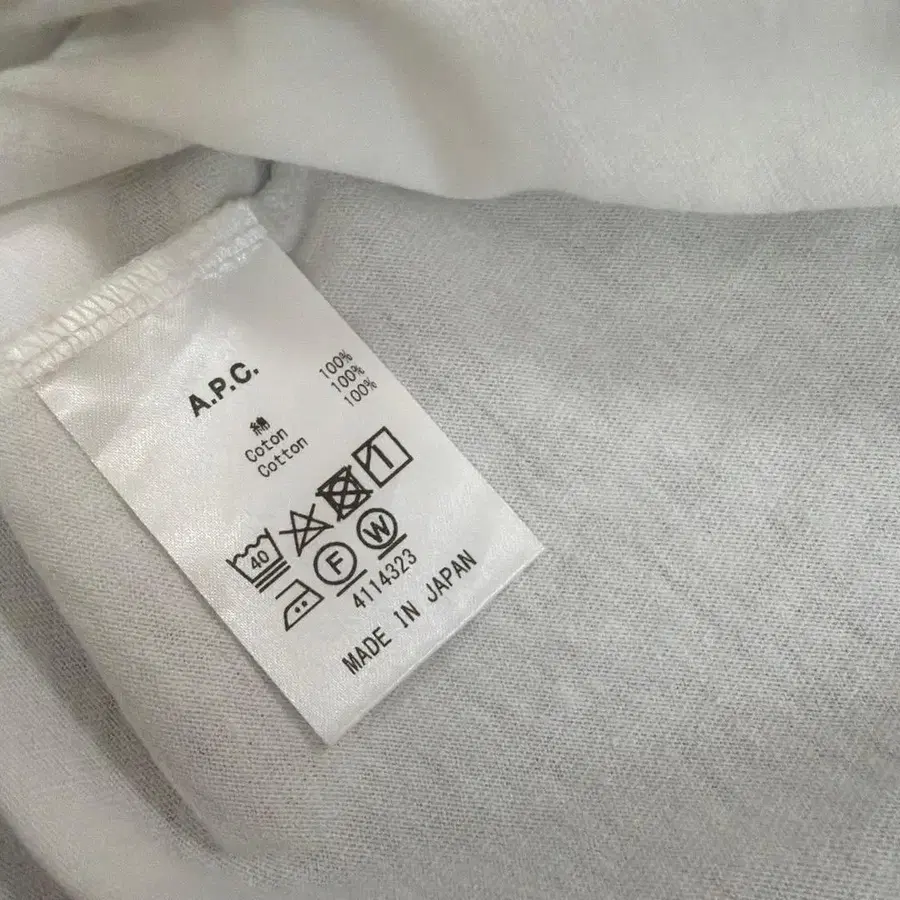 A.P.C.
綿 100%
Coton 100%
Cotton 100%
40
F W
4114323
MADE IN JAPAN